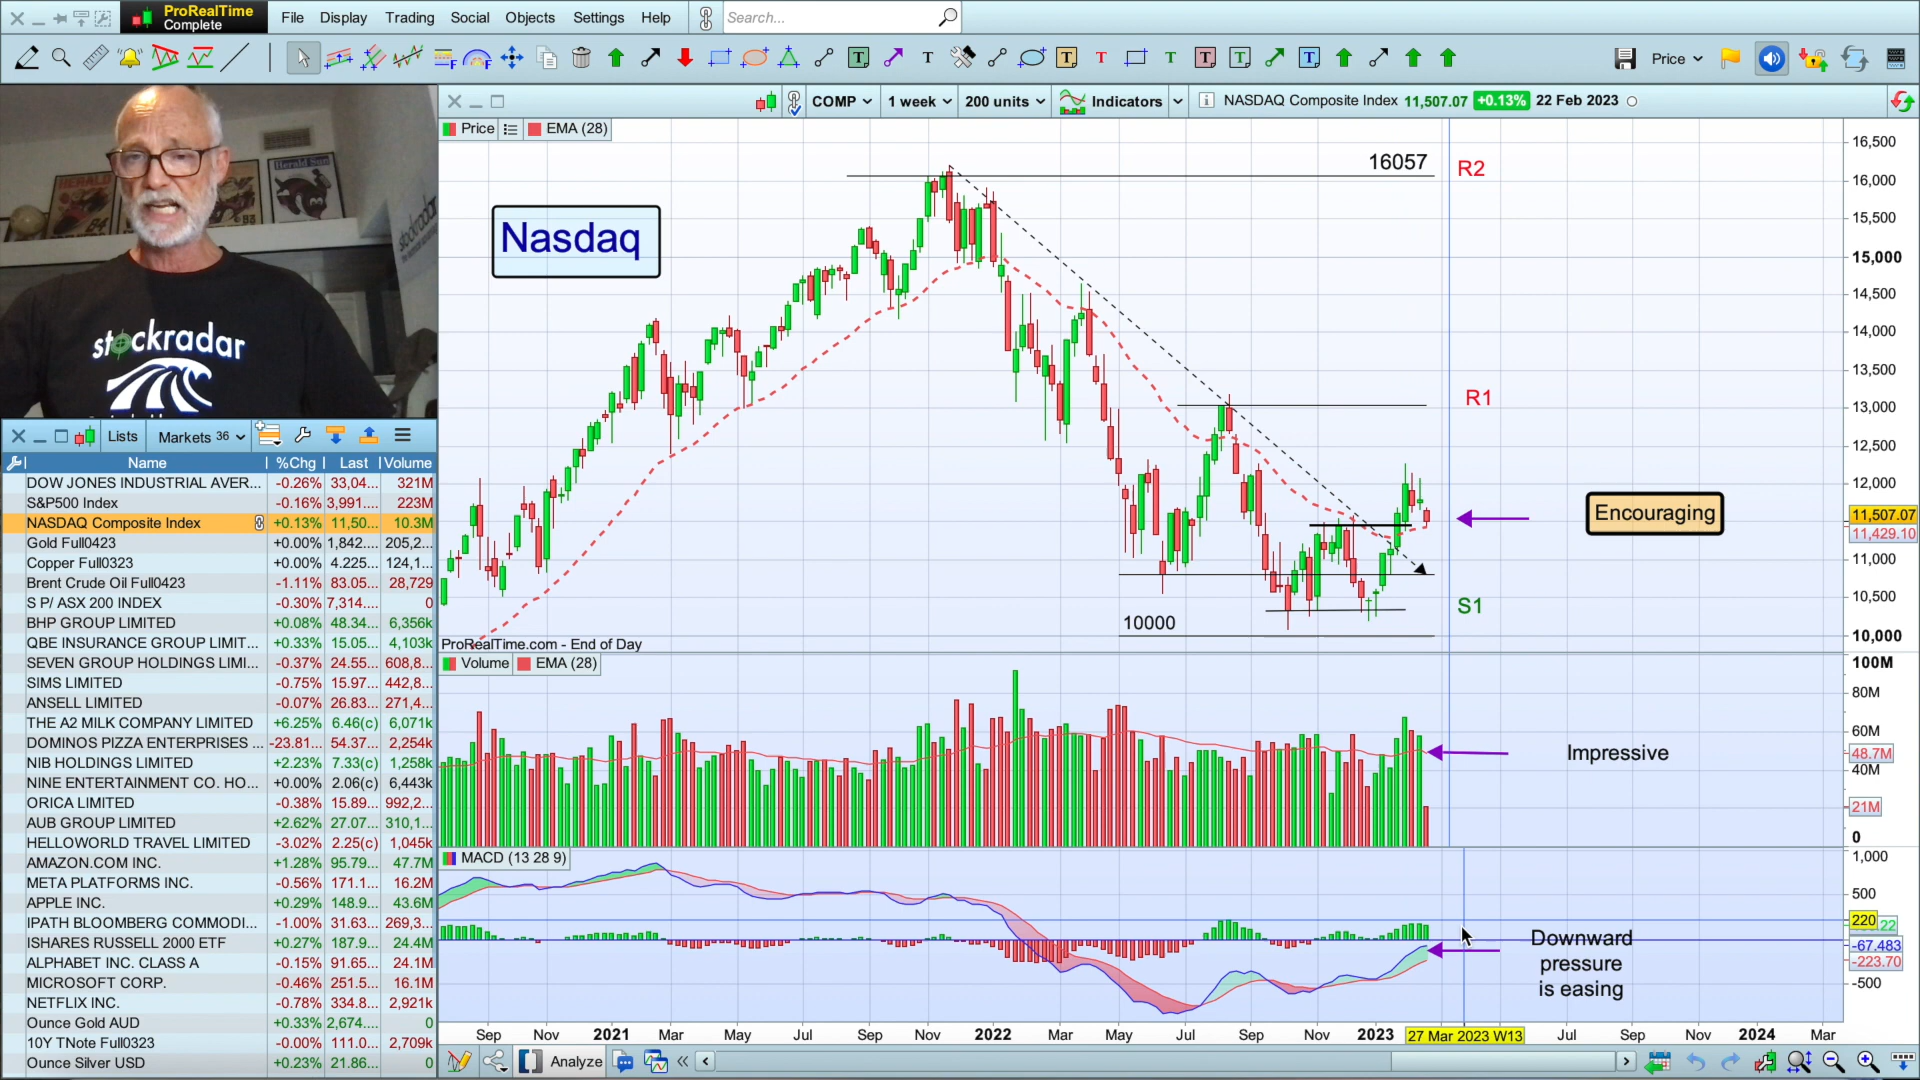 ProRealTime
Complete
File Display Trading Social Objects Settings Help
Search...
Price
COMP 1 week 200 units Indicators NASDAQ Composite Index 11,507.07 +0.13% 22 Feb 2023
Price EMA (28)
16057
R2
Nasdaq
R1
Encouraging
S1
10000
ProRealTime.com - End of Day
16,500
16,000
15,500
15,000
14,500
14,000
13,500
13,000
12,500
12,000
11,507.07
11,429.10
11,000
10,500
10,000
Volume EMA (28)
Impressive
100M
80M
60M
48.7M
40M
21M
0
MACD (13 28 9)
Downward
pressure
is easing
1,000
500
220
-67.483
-223.70
-500
Sep Nov 2021 Mar May Jul Sep Nov 2022 Mar May Jul Sep Nov 2023 27 Mar 2023 W13 Jul Sep Nov 2024 Mar
Analyze
Herald Sun
stockradar
Lists Markets 36
Name %Chg Last Volume
DOW JONES INDUSTRIAL AVER... -0.26% 33,04... 321M
S&P500 Index -0.16% 3,991.... 223M
NASDAQ Composite Index +0.13% 11,50... 10.3M
Gold Full0423 +0.00% 1,842.... 205,2...
Copper Full0323 +0.00% 4.225... 124,1...
Brent Crude Oil Full0423 -1.11% 83.05... 28,729
S P/ ASX 200 INDEX -0.30% 7,314.... 0
BHP GROUP LIMITED +0.08% 48.34... 6,356k
QBE INSURANCE GROUP LIMIT... +0.33% 15.05... 4,103k
SEVEN GROUP HOLDINGS LIMI... -0.37% 24.55... 608,8...
SIMS LIMITED -0.75% 15.97... 442,8...
ANSELL LIMITED -0.07% 26.83... 271,4...
THE A2 MILK COMPANY LIMITED +6.25% 6.46(c) 6,071k
DOMINOS PIZZA ENTERPRISES ... -23.81... 54.37... 2,254k
NIB HOLDINGS LIMITED +2.23% 7.33(c) 1,258k
NINE ENTERTAINMENT CO. HO... +0.00% 2.06(c) 6,443k
ORICA LIMITED -0.38% 15.89... 992,2...
AUB GROUP LIMITED +2.62% 27.07... 310,1...
HELLOWORLD TRAVEL LIMITED -3.02% 2.25(c) 1,045k
AMAZON.COM INC. +1.28% 95.79... 47.7M
META PLATFORMS INC. -0.56% 171.1... 16.2M
APPLE INC. +0.29% 148.9... 43.6M
IPATH BLOOMBERG COMMODI... -1.00% 31.63... 269,3...
ISHARES RUSSELL 2000 ETF +0.27% 187.9... 24.4M
ALPHABET INC. CLASS A -0.15% 91.65... 24.1M
MICROSOFT CORP. -0.46% 251.5... 16.1M
NETFLIX INC. -0.78% 334.8... 2,921k
Ounce Gold AUD +0.33% 2,674.... 0
10Y TNote Full0323 -0.00% 111.0... 2,709k
Ounce Silver USD +0.23% 21.86... 0